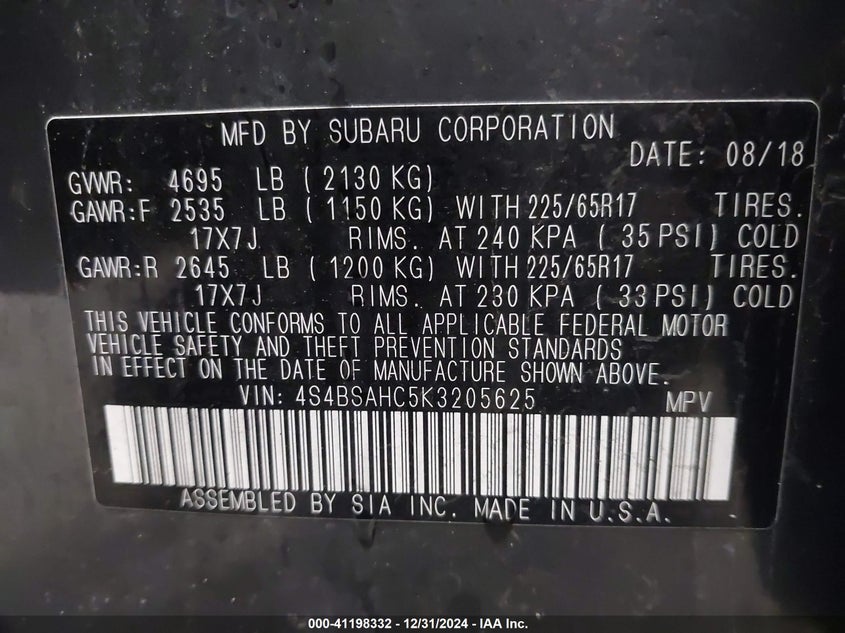 MFD BY SUBARU CORPORATION
DATE: 08/18
GVWR: 4695 LB ( 2130 KG)
GAWR:F 2535 LB ( 1150 KG) WITH 225/65R17 TIRES.
17X7J RIMS. AT 240 KPA ( 35 PSI) COLD
GAWR:R 2645 LB ( 1200 KG) WITH 225/65R17 TIRES.
17X7J RIMS. AT 230 KPA ( 33 PSI) COLD
THIS VEHICLE CONFORMS TO ALL APPLICABLE FEDERAL MOTOR
VEHICLE SAFETY AND THEFT PREVENTION STANDARDS
IN EFFECT ON THE DATE OF MANUFACTURE SHOWN ABOVE.
VIN: 4S4BSAHC5K3205625 MPV
ASSEMBLED BY SIA INC. MADE IN U.S.A.
000-41198332 - 12/31/2024 - IAA Inc.